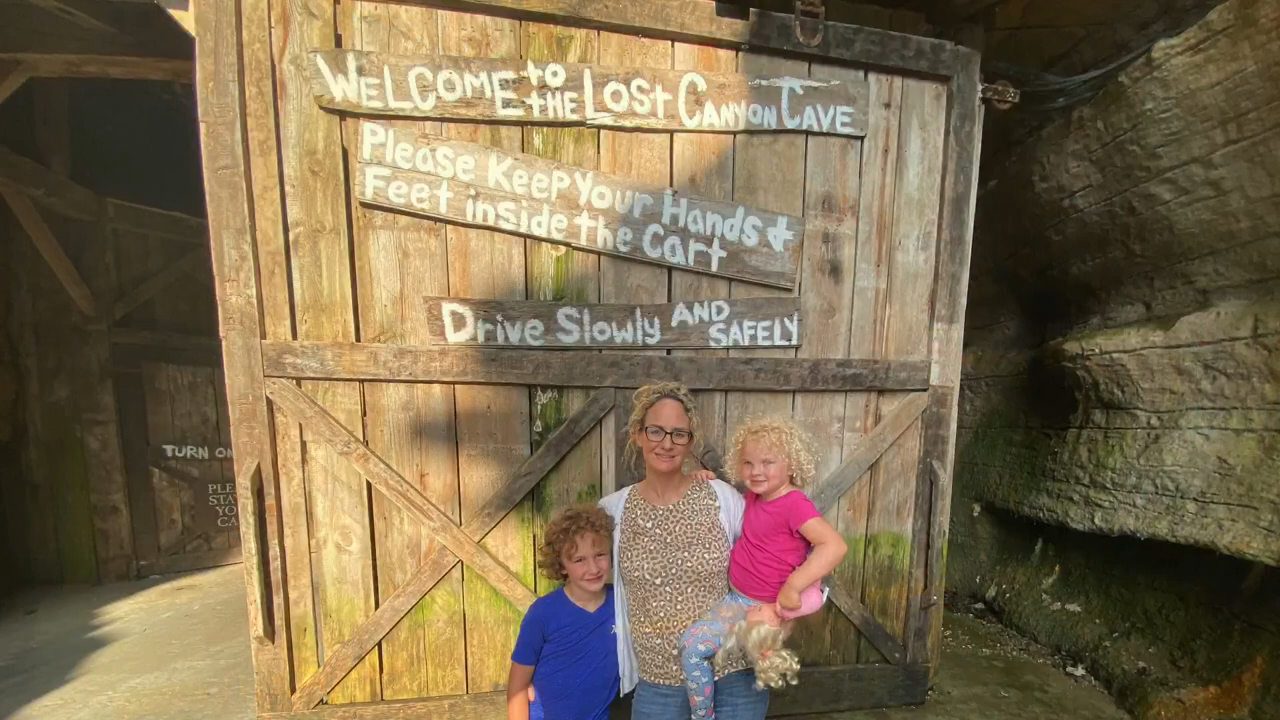 WELCOME to the LOST CANYON CAVE
Please Keep Your Hands &
Feet inside the Cart
Drive Slowly AND SAFELY
TURN ON